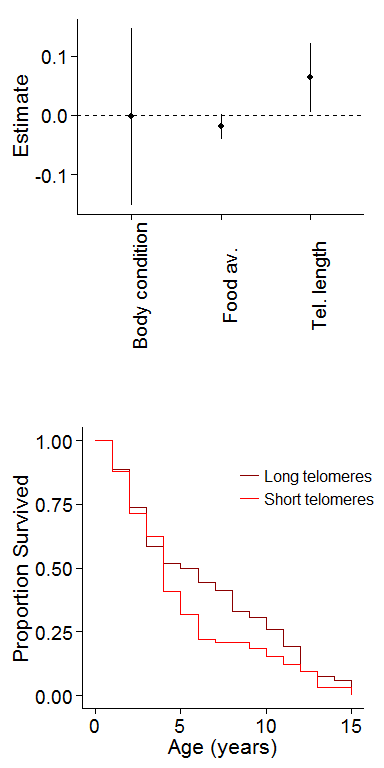 0.1
0.0
-0.1
Estimate
Body condition
Food av.
Tel. length
1.00
0.75
0.50
0.25
0.00
Proportion Survived
Long telomeres
Short telomeres
0
5
10
15
Age (years)